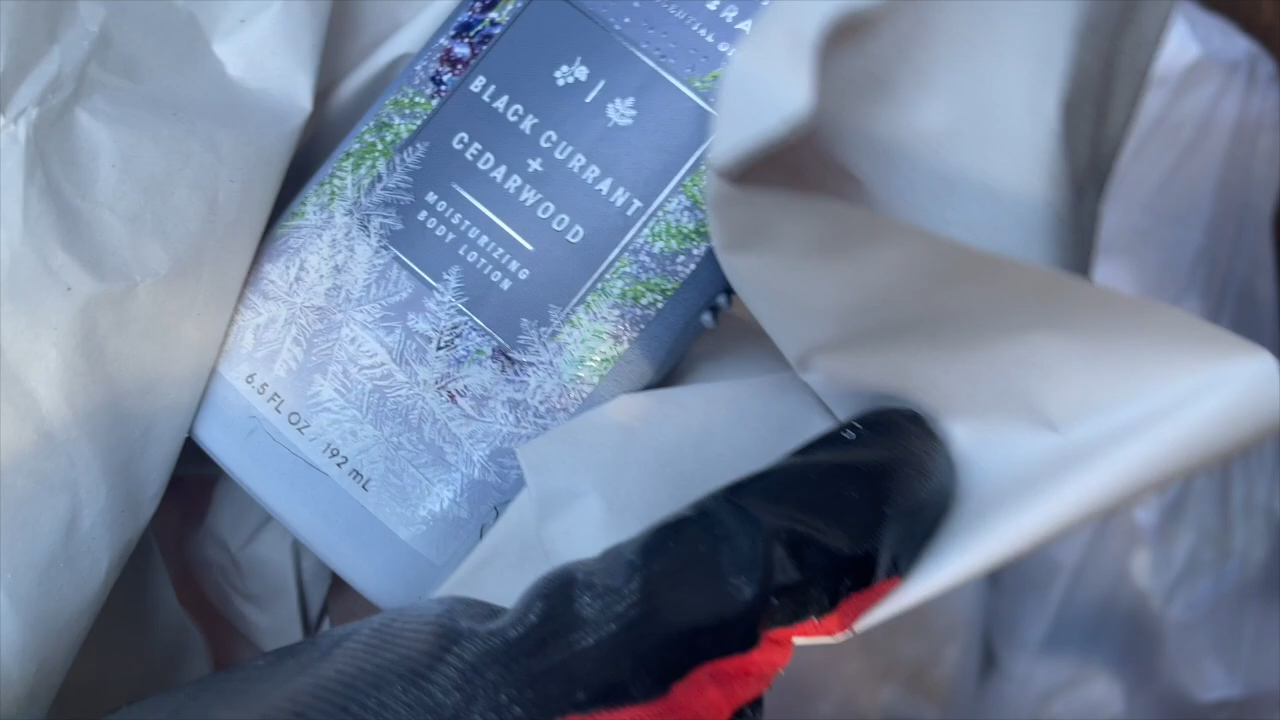 BLACK CURRANT
+
CEDARWOOD
MOISTURIZING
BODY LOTION
6.5 FL OZ / 192 mL